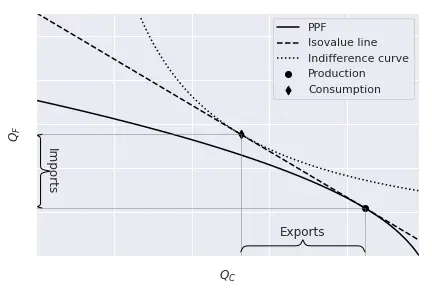 PPF
Isovalue line
Indifference curve
Production
Consumption
Q_F
Imports
Exports
Q_C